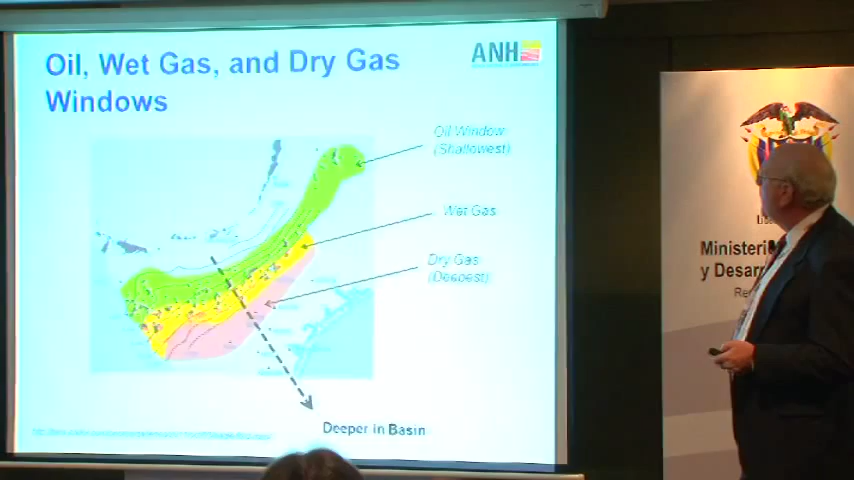 Oil, Wet Gas, and Dry Gas
Windows
ANH
Oil Window
(Shallowest)
Wet Gas
Dry Gas
(Deepest)
Deeper in Basin
Ministeri
y Desarr